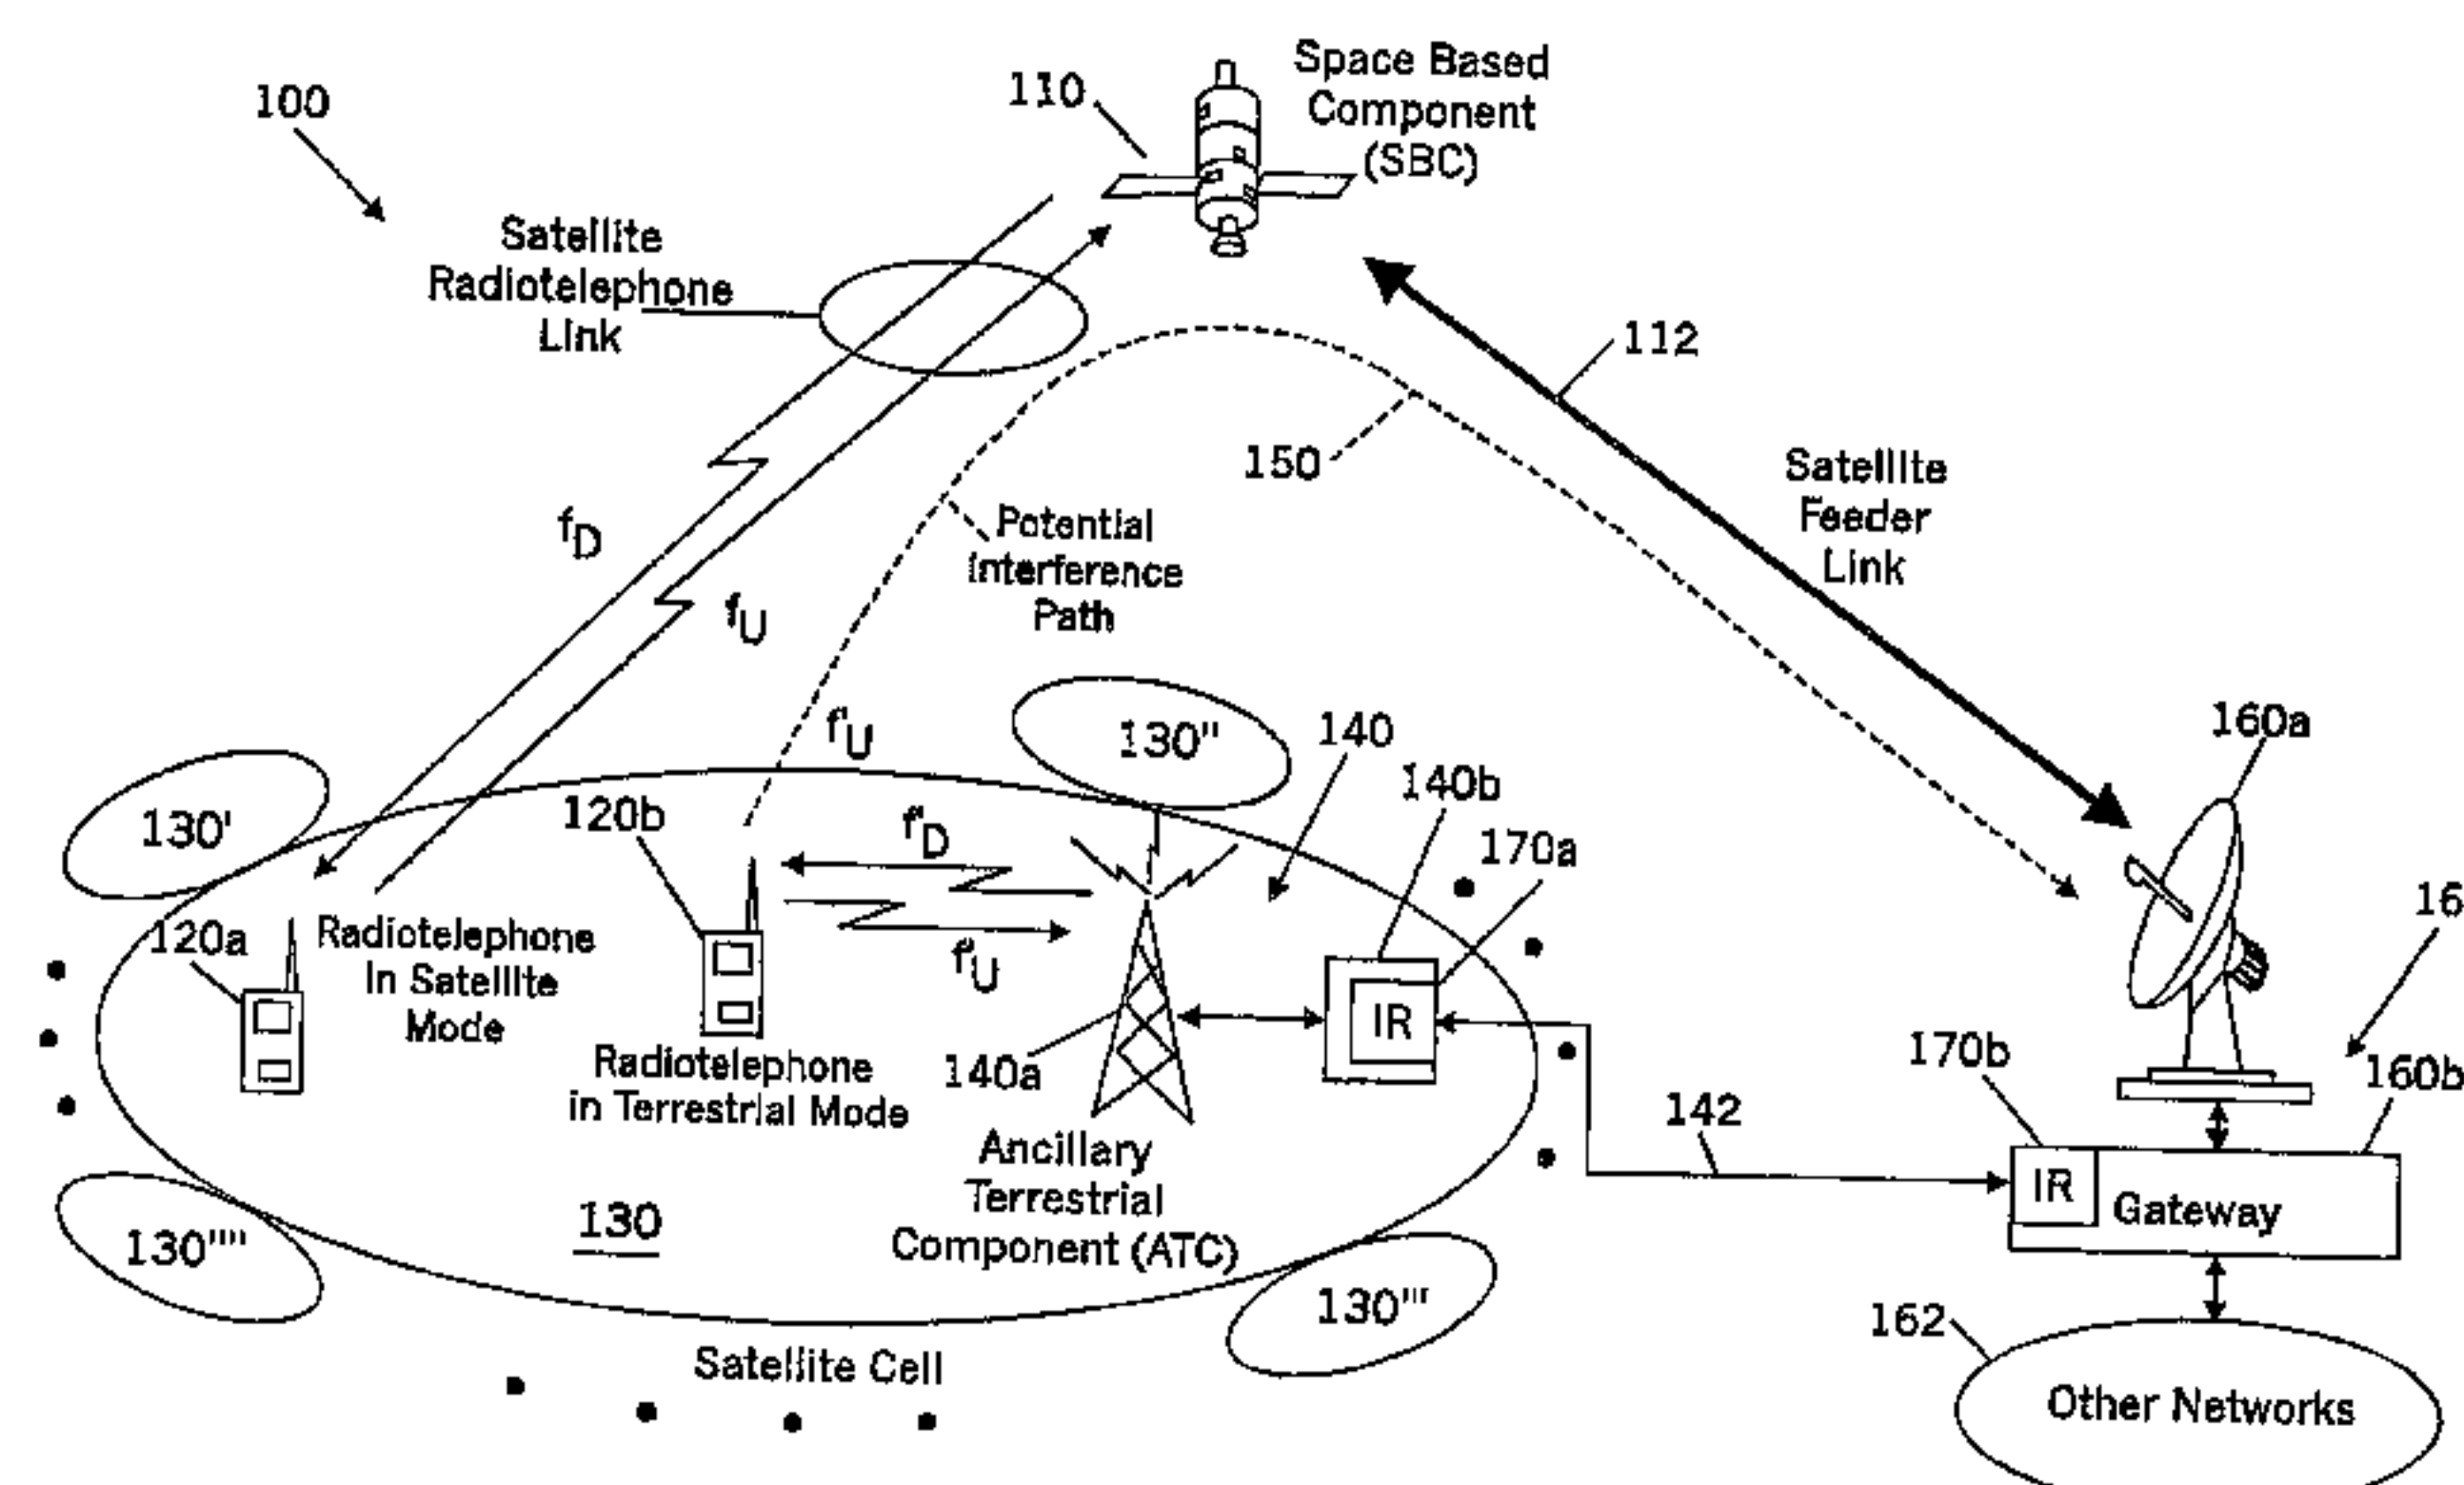 100
110
Space Based
Component
(SBC)
Satellite
Radiotelephone
Link
112
150
Satellite
Feeder
Link
fD
fU
Potential
Interference
Path
f'U
130'
130"
140
140b
170a
160a
16
120b
f'D
f'U
120a
Radiotelephone
In Satellite
Mode
Radiotelephone
in Terrestrial Mode
140a
IR
Ancillary
Terrestrial
Component (ATC)
142
170b
160b
IR
Gateway
130
130""
130'"
Satellite Cell
162
Other Networks